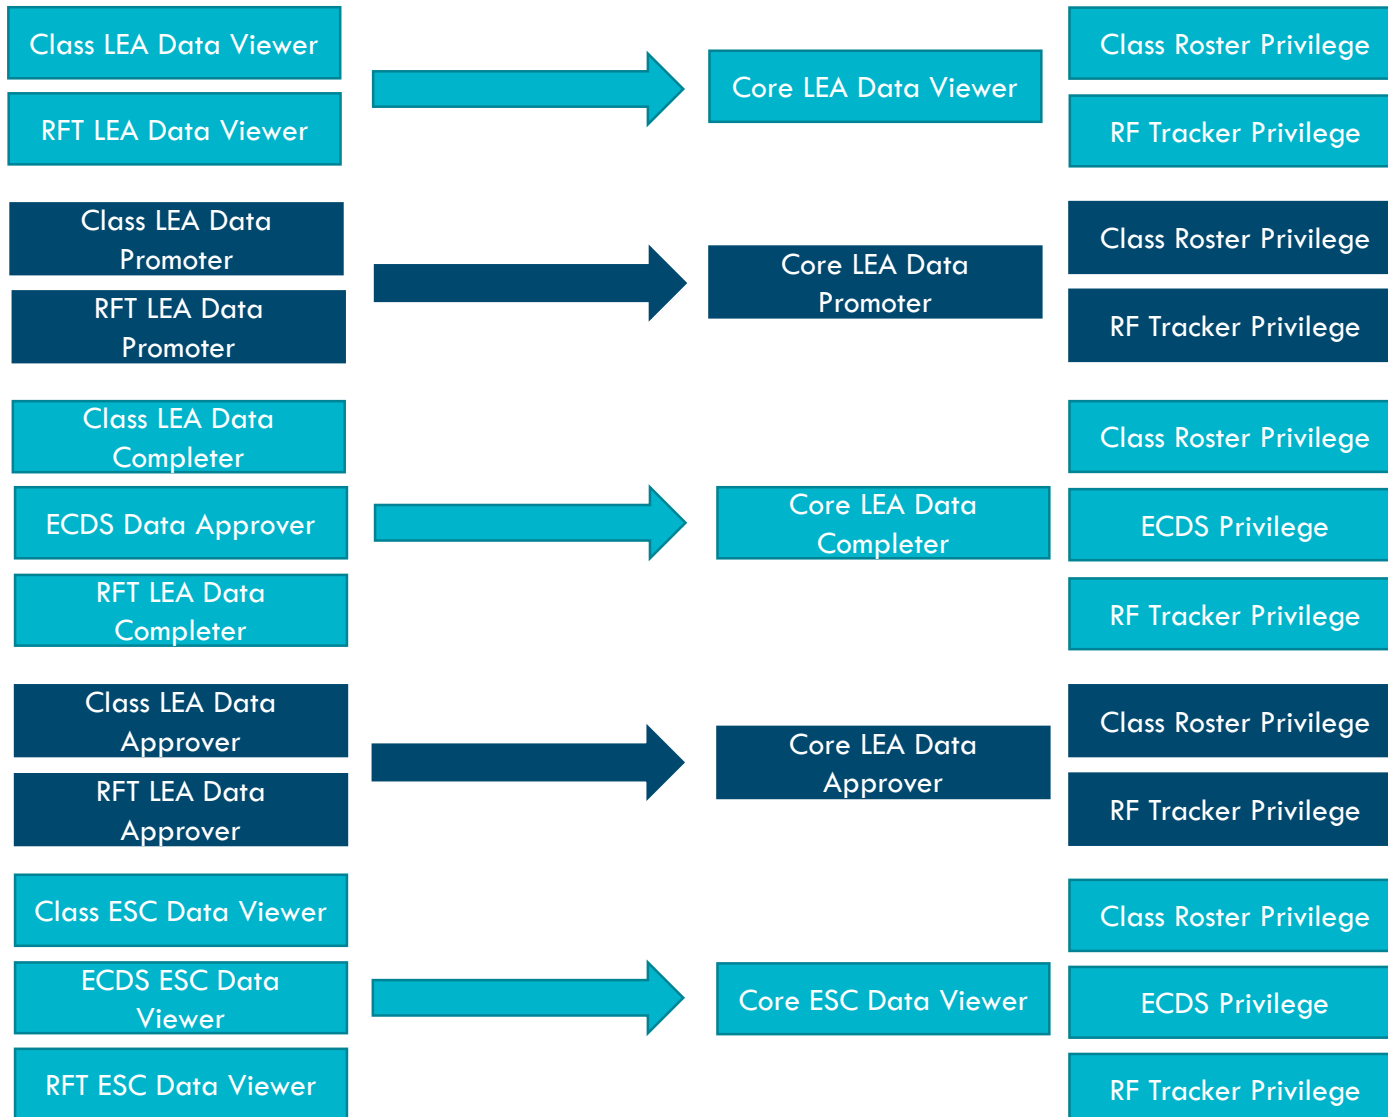 Class LEA Data Viewer
RFT LEA Data Viewer
Core LEA Data Viewer
Class Roster Privilege
RF Tracker Privilege
Class LEA Data
Promoter
RFT LEA Data
Promoter
Core LEA Data
Promoter
Class Roster Privilege
RF Tracker Privilege
Class LEA Data
Completer
ECDS Data Approver
RFT LEA Data
Completer
Core LEA Data
Completer
Class Roster Privilege
ECDS Privilege
RF Tracker Privilege
Class LEA Data
Approver
RFT LEA Data
Approver
Core LEA Data
Approver
Class Roster Privilege
RF Tracker Privilege
Class ESC Data Viewer
ECDS ESC Data
Viewer
RFT ESC Data Viewer
Core ESC Data Viewer
Class Roster Privilege
ECDS Privilege
RF Tracker Privilege